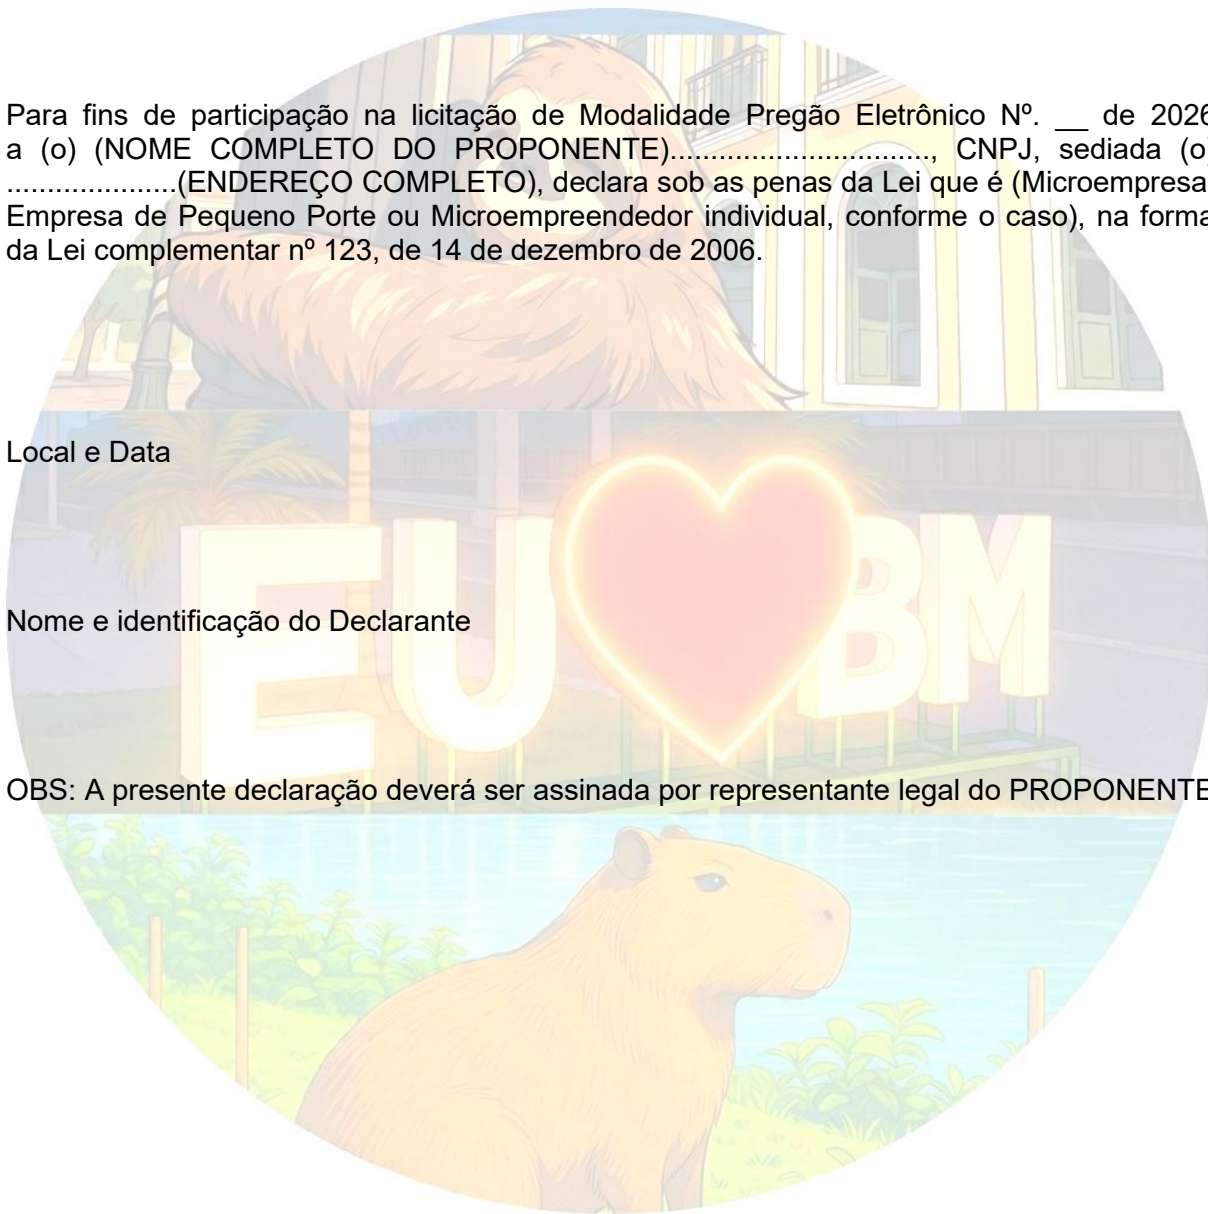 Para fins de participação na licitação de Modalidade Pregão Eletrônico Nº. __ de 2026
a (o) (NOME COMPLETO DO PROPONENTE)..............................., CNPJ, sediada (o)
.....................(ENDEREÇO COMPLETO), declara sob as penas da Lei que é (Microempresa,
Empresa de Pequeno Porte ou Microempreendedor individual, conforme o caso), na forma
da Lei complementar nº 123, de 14 de dezembro de 2006.
Local e Data
EU BM
Nome e identificação do Declarante
OBS: A presente declaração deverá ser assinada por representante legal do PROPONENTE